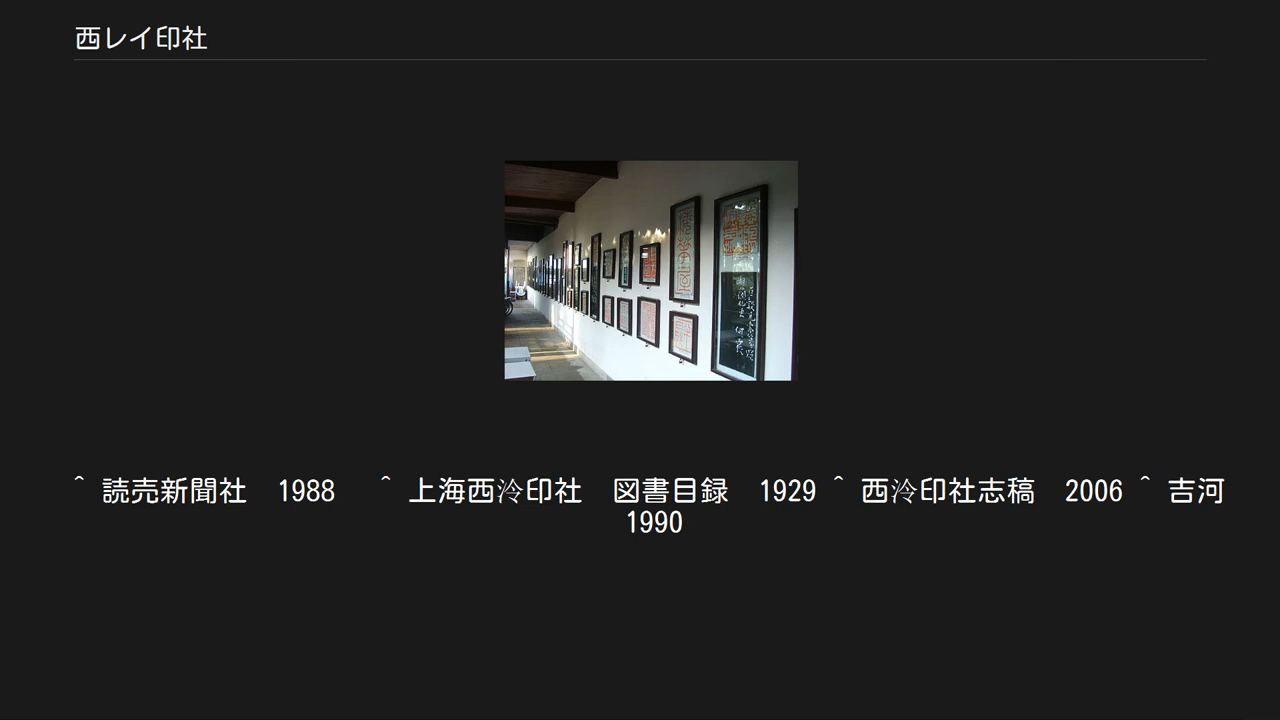 西レイ印社
^ 読売新聞社　1988　 ^ 上海西泠印社　図書目録　1929 ^ 西泠印社志稿　2006 ^ 吉河
1990